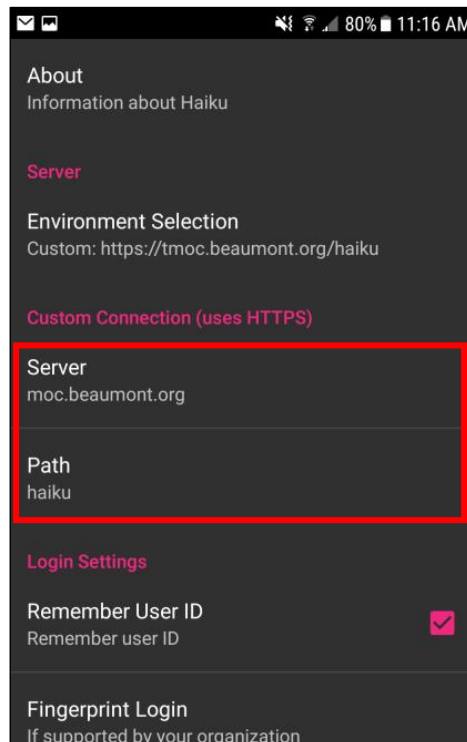 80% 11:16 AM
About
Information about Haiku
Server
Environment Selection
Custom: https://tmoc.beaumont.org/haiku
Custom Connection (uses HTTPS)
Server
moc.beaumont.org
Path
haiku
Login Settings
Remember User ID
Remember user ID
Fingerprint Login
If supported by your organization